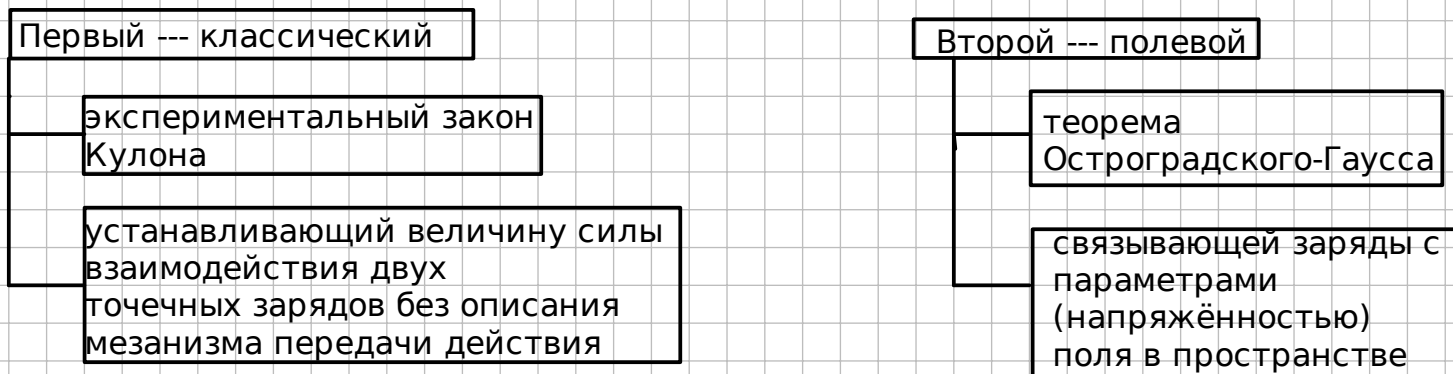 Первый --- классический
экспериментальный закон
Кулона
устанавливающий величину силы
взаимодействия двух
точечных зарядов без описания
мезанизма передачи действия
Второй --- полевой
теорема
Остроградского-Гаусса
связывающей заряды с
параметрами
(напряжённостью)
поля в пространстве